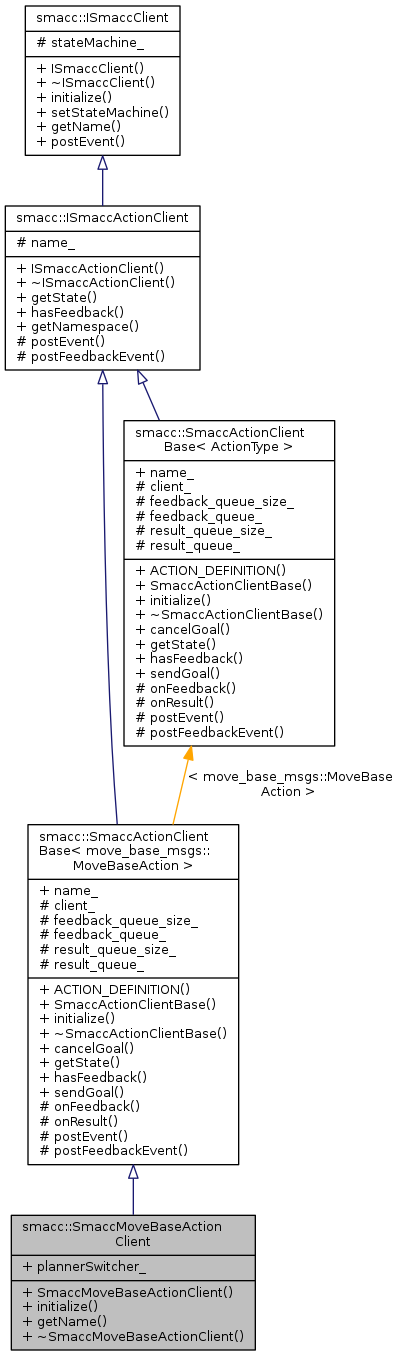 smacc::ISmaccClient
# stateMachine_
+ ISmaccClient()
+ ~ISmaccClient()
+ initialize()
+ setStateMachine()
+ getName()
+ postEvent()
smacc::ISmaccActionClient
# name_
+ ISmaccActionClient()
+ ~ISmaccActionClient()
+ getState()
+ hasFeedback()
+ getNamespace()
# postEvent()
# postFeedbackEvent()
smacc::SmaccActionClient
Base< ActionType >
+ name_
# client_
# feedback_queue_size_
# feedback_queue_
# result_queue_size_
# result_queue_
+ ACTION_DEFINITION()
+ SmaccActionClientBase()
+ initialize()
+ ~SmaccActionClientBase()
+ cancelGoal()
+ getState()
+ hasFeedback()
+ sendGoal()
# onFeedback()
# onResult()
# postEvent()
# postFeedbackEvent()
< move_base_msgs::MoveBase
Action >
smacc::SmaccActionClient
Base< move_base_msgs::
MoveBaseAction >
+ name_
# client_
# feedback_queue_size_
# feedback_queue_
# result_queue_size_
# result_queue_
+ ACTION_DEFINITION()
+ SmaccActionClientBase()
+ initialize()
+ ~SmaccActionClientBase()
+ cancelGoal()
+ getState()
+ hasFeedback()
+ sendGoal()
# onFeedback()
# onResult()
# postEvent()
# postFeedbackEvent()
smacc::SmaccMoveBaseAction
Client
+ plannerSwitcher_
+ SmaccMoveBaseActionClient()
+ initialize()
+ getName()
+ ~SmaccMoveBaseActionClient()